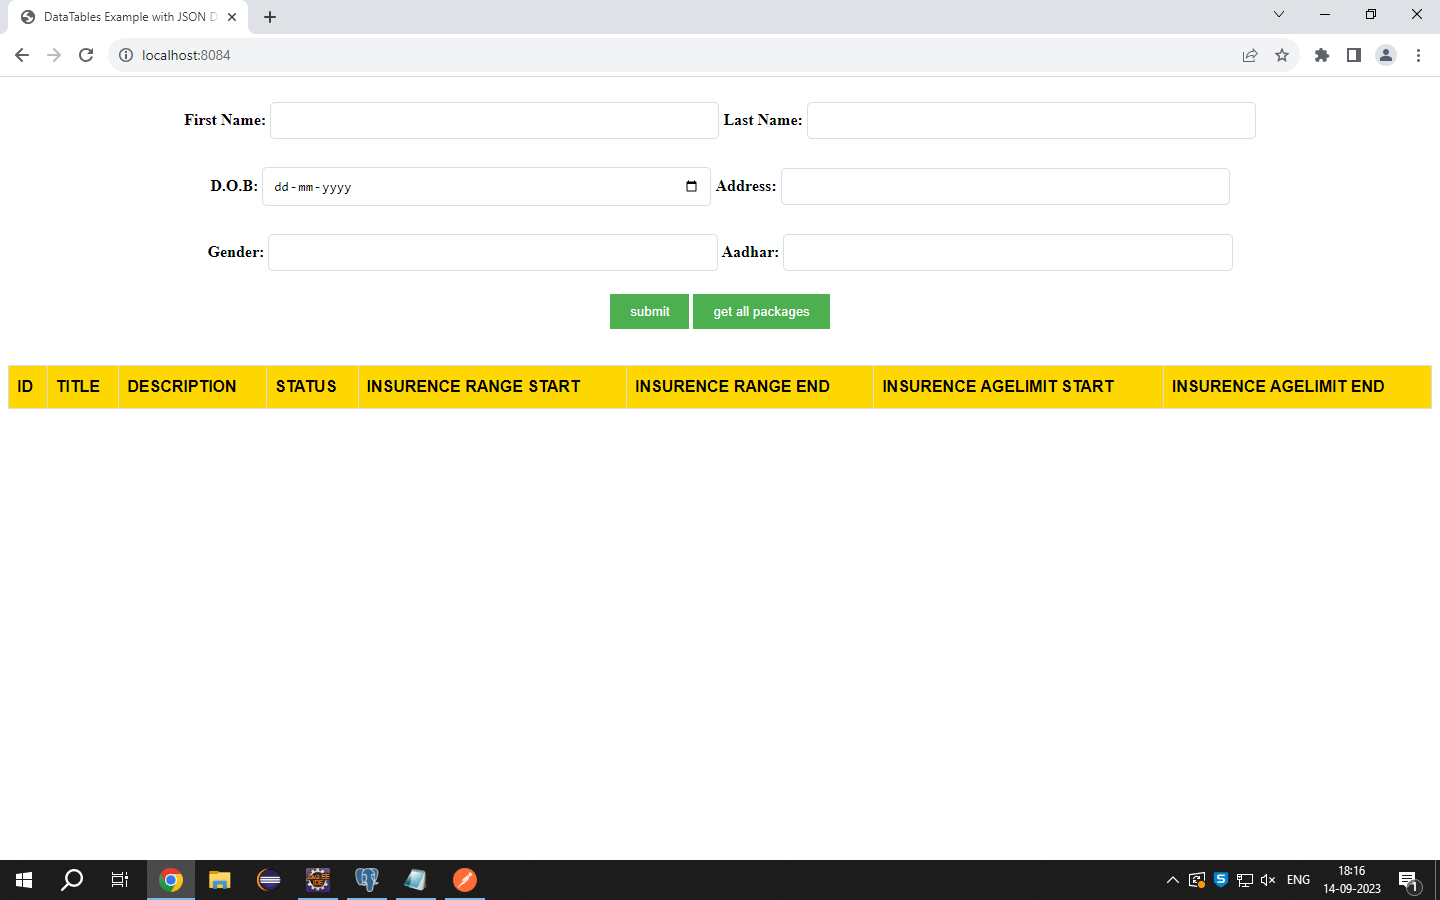 DataTables Example with JSON D
localhost:8084
First Name: Last Name:
D.O.B: dd-mm-yyyy Address:
Gender: Aadhar:
submit get all packages
ID TITLE DESCRIPTION STATUS INSURENCE RANGE START INSURENCE RANGE END INSURENCE AGELIMIT START INSURENCE AGELIMIT END
ENG 18:16
14-09-2023 1